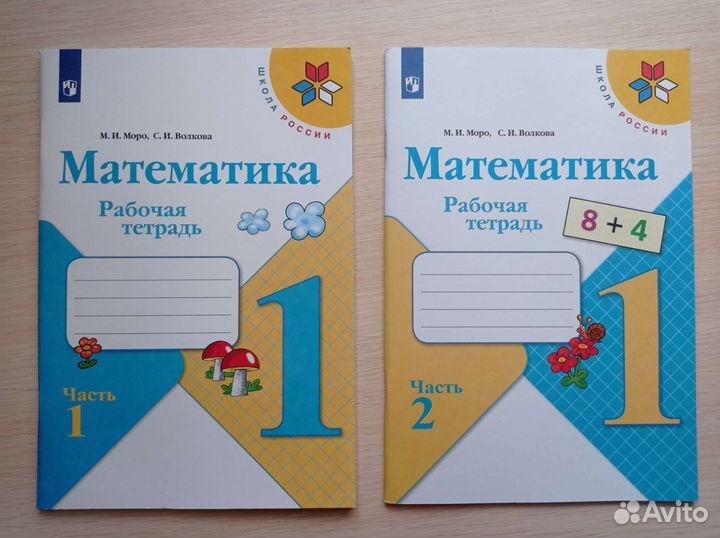 ШКОЛА РОССИИ
М. И. Моро, С. И. Волкова
Математика
Рабочая
тетрадь
1
Часть
1
ШКОЛА РОССИИ
М. И. Моро, С. И. Волкова
Математика
Рабочая
тетрадь
8 + 4
1
Часть
2
Avito